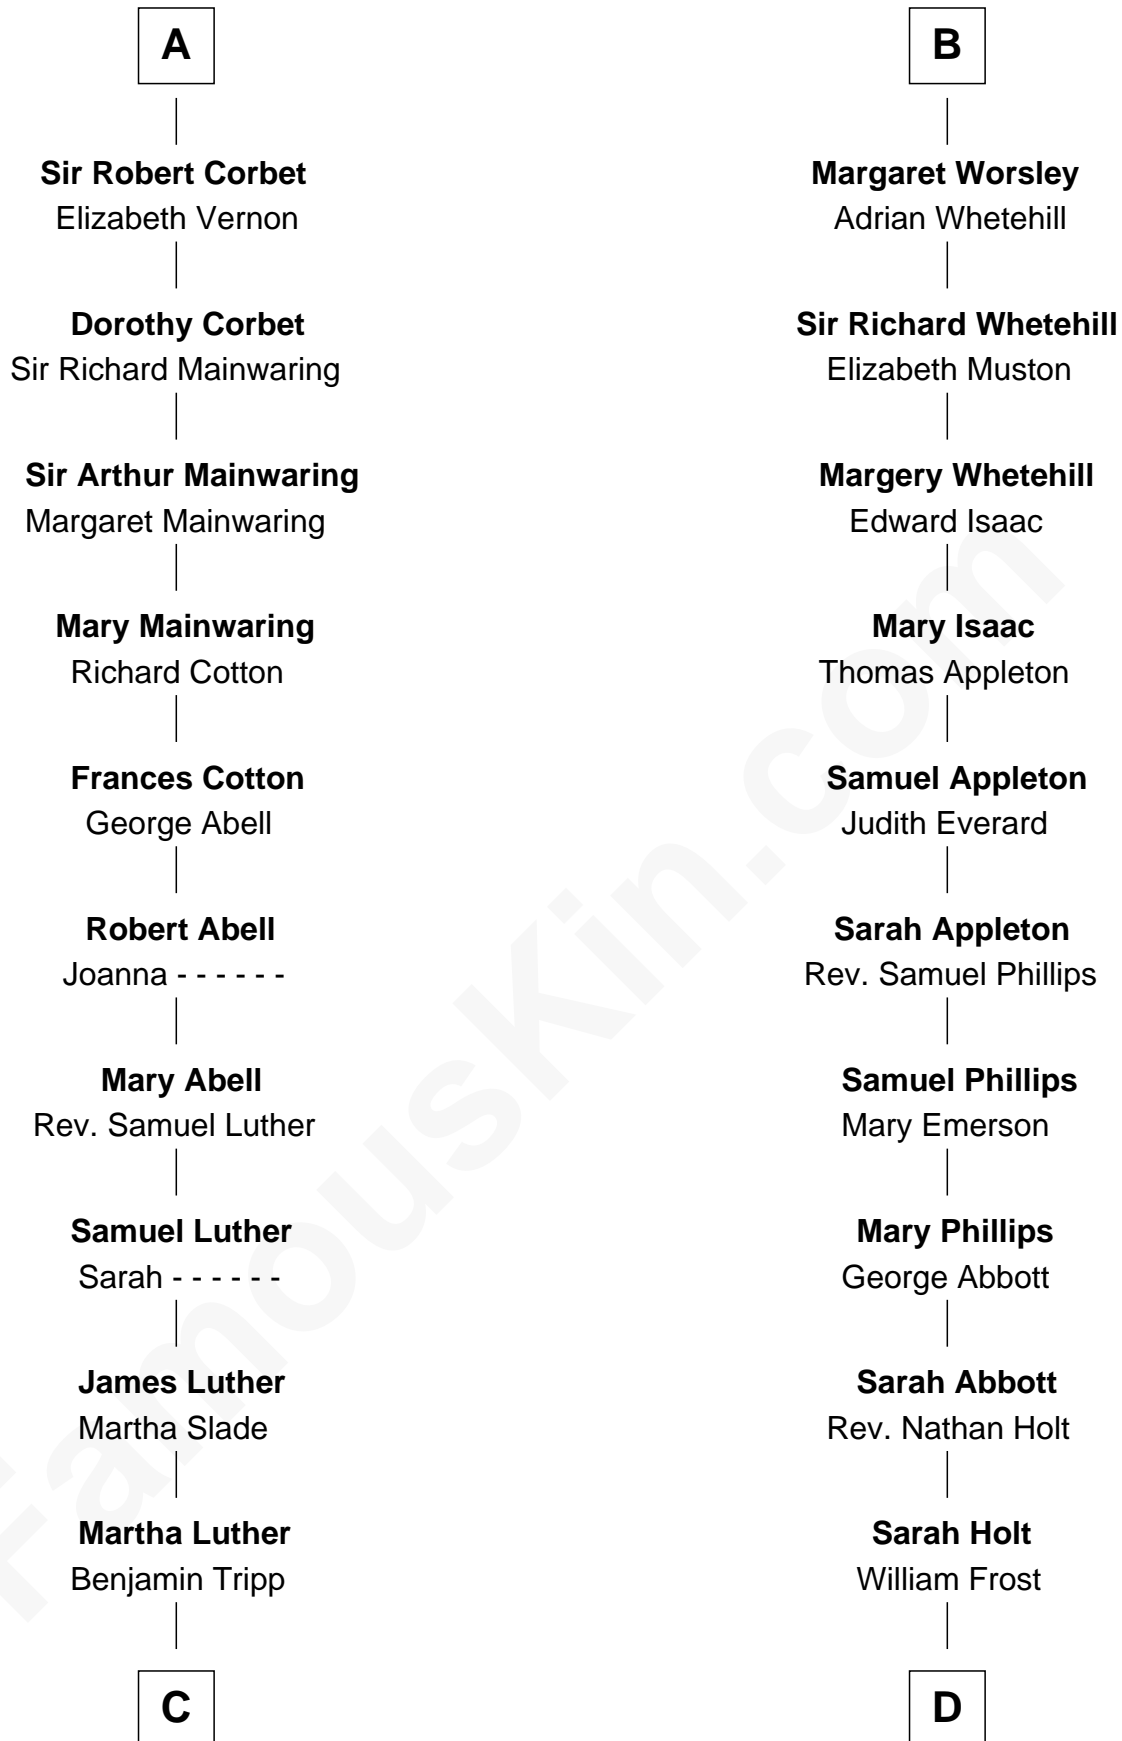 A
Sir Robert Corbet
Elizabeth Vernon
Dorothy Corbet
Sir Richard Mainwaring
Sir Arthur Mainwaring
Margaret Mainwaring
Mary Mainwaring
Richard Cotton
Frances Cotton
George Abell
Robert Abell
Joanna - - - - - -
Mary Abell
Rev. Samuel Luther
Samuel Luther
Sarah - - - - - -
James Luther
Martha Slade
Martha Luther
Benjamin Tripp
C
B
Margaret Worsley
Adrian Whetehill
Sir Richard Whetehill
Elizabeth Muston
Margery Whetehill
Edward Isaac
Mary Isaac
Thomas Appleton
Samuel Appleton
Judith Everard
Sarah Appleton
Rev. Samuel Phillips
Samuel Phillips
Mary Emerson
Mary Phillips
George Abbott
Sarah Abbott
Rev. Nathan Holt
Sarah Holt
William Frost
D
FamousKin.com